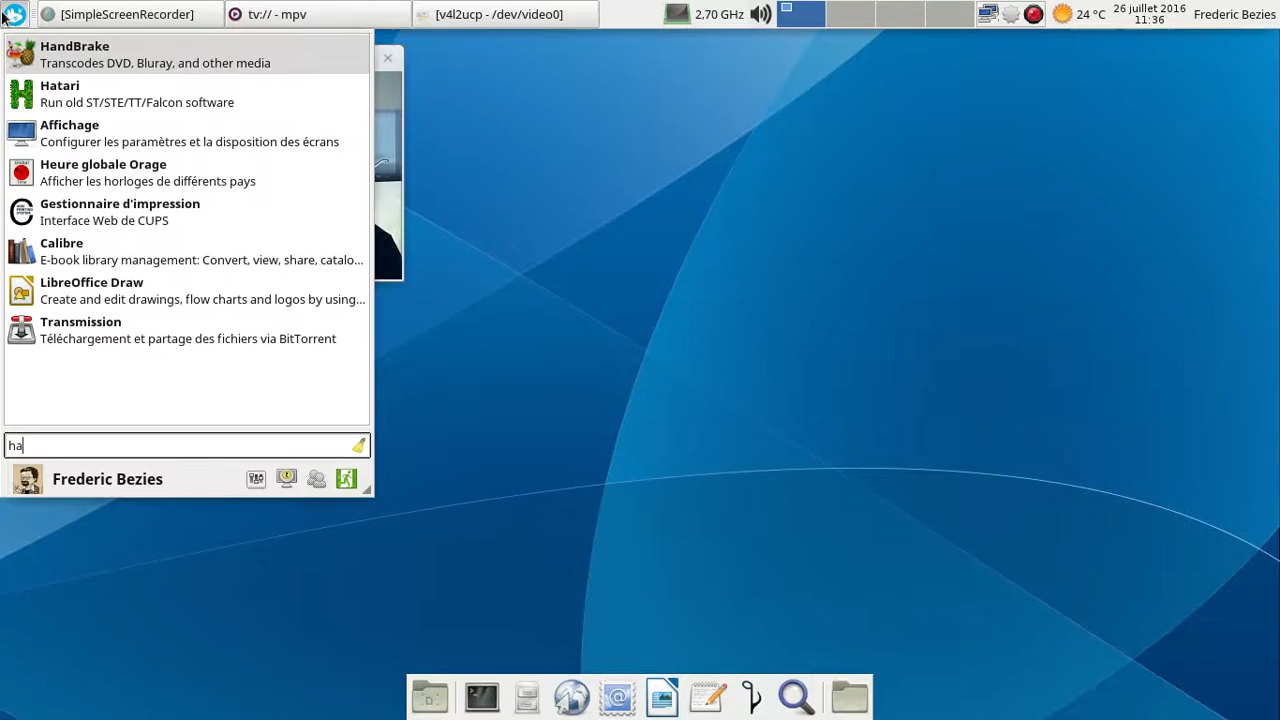 [SimpleScreenRecorder]
tv:// - mpv
[v4l2ucp - /dev/video0]
2,70 GHz
24 °C
26 juillet 2016
11:36
Frederic Bezies
HandBrake
Transcodes DVD, Bluray, and other media
Hatari
Run old ST/STE/TT/Falcon software
Affichage
Configurer les paramètres et la disposition des écrans
Heure globale Orage
Afficher les horloges de différents pays
Gestionnaire d'impression
Interface Web de CUPS
Calibre
E-book library management: Convert, view, share, catalo...
LibreOffice Draw
Create and edit drawings, flow charts and logos by using...
Transmission
Téléchargement et partage des fichiers via BitTorrent
ha
Frederic Bezies